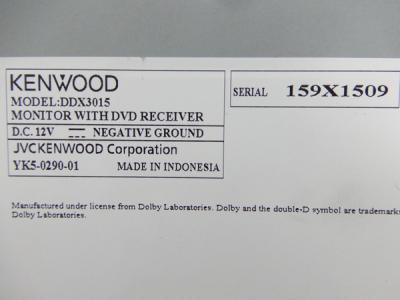 KENWOOD
MODEL:DDX3015
MONITOR WITH DVD RECEIVER
D.C. 12V NEGATIVE GROUND
JVCKENWOOD Corporation
YK5-0290-01 MADE IN INDONESIA
SERIAL 159X1509
Manufactured under license from Dolby Laboratories. Dolby and the double-D symbol are trademarks
Dolby Laboratories.